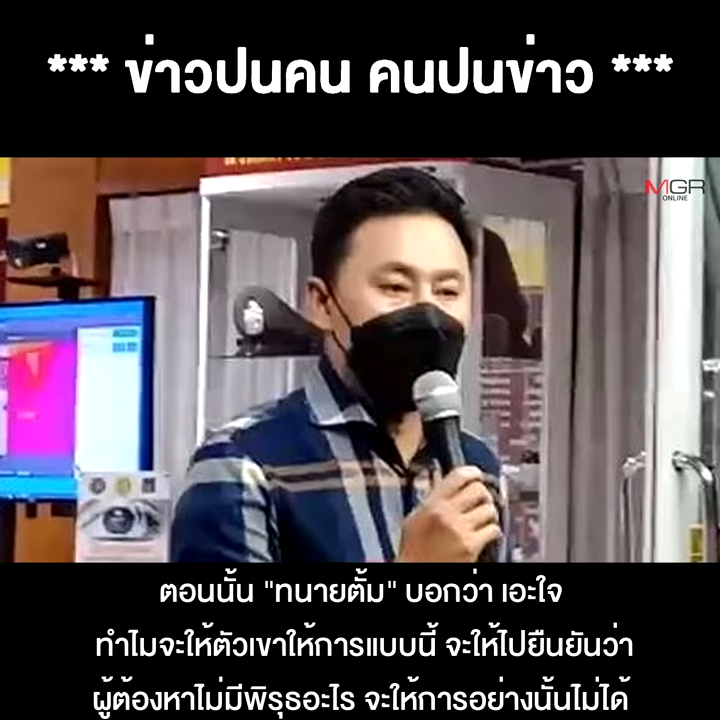 *** ข่าวปนคน คนปนข่าว ***
MGR
ONLINE
ตอนนั้น "ทนายตั้ม" บอกว่า เอะใจ
ทำไมจะให้ตัวเขาให้การแบบนี้ จะให้ไปยืนยันว่า
ผู้ต้องหาไม่มีพิรุธอะไร จะให้การอย่างนั้นไม่ได้